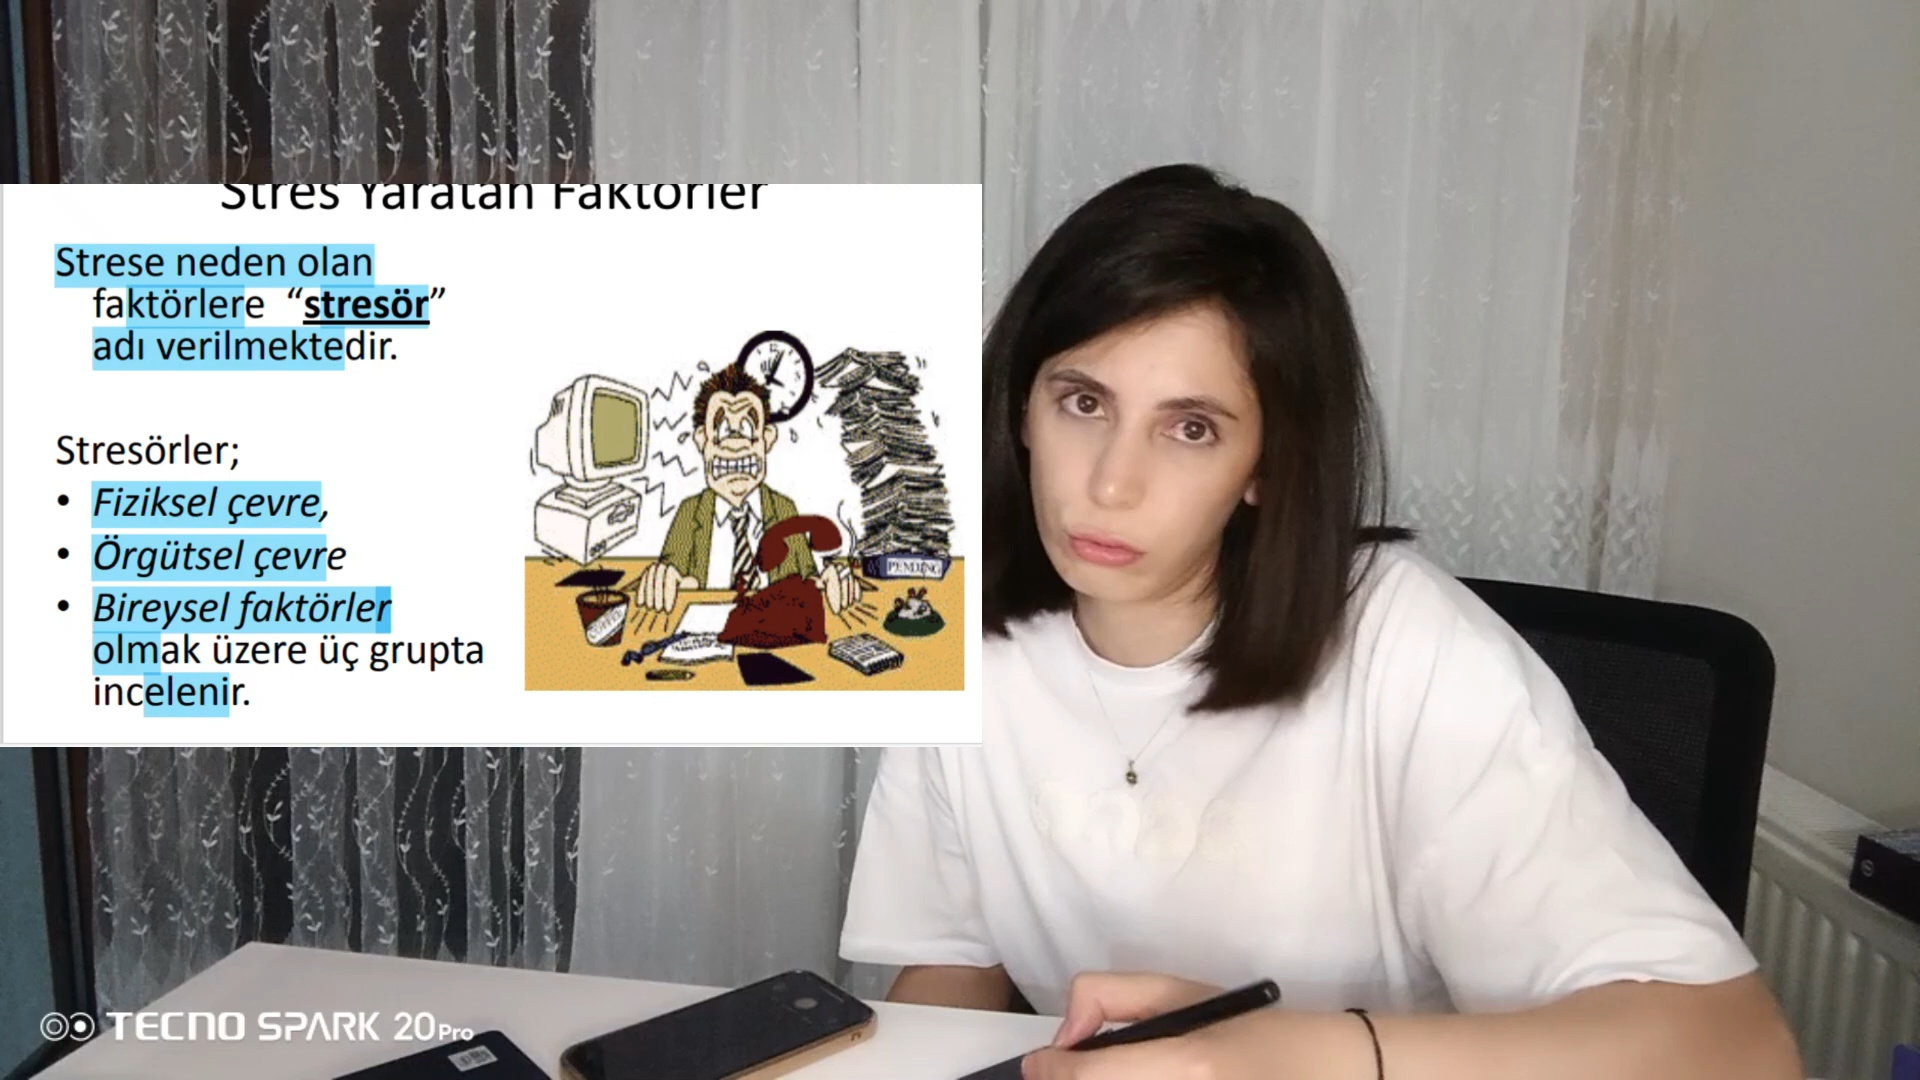 Stres Yaratan Faktörler
Strese neden olan
faktörlere “stresör”
adı verilmektedir.
Stresörler;
• Fiziksel çevre,
• Örgütsel çevre
• Bireysel faktörler
olmak üzere üç grupta
incelenir.
PENDING
COFFEE
TECNO SPARK 20Pro